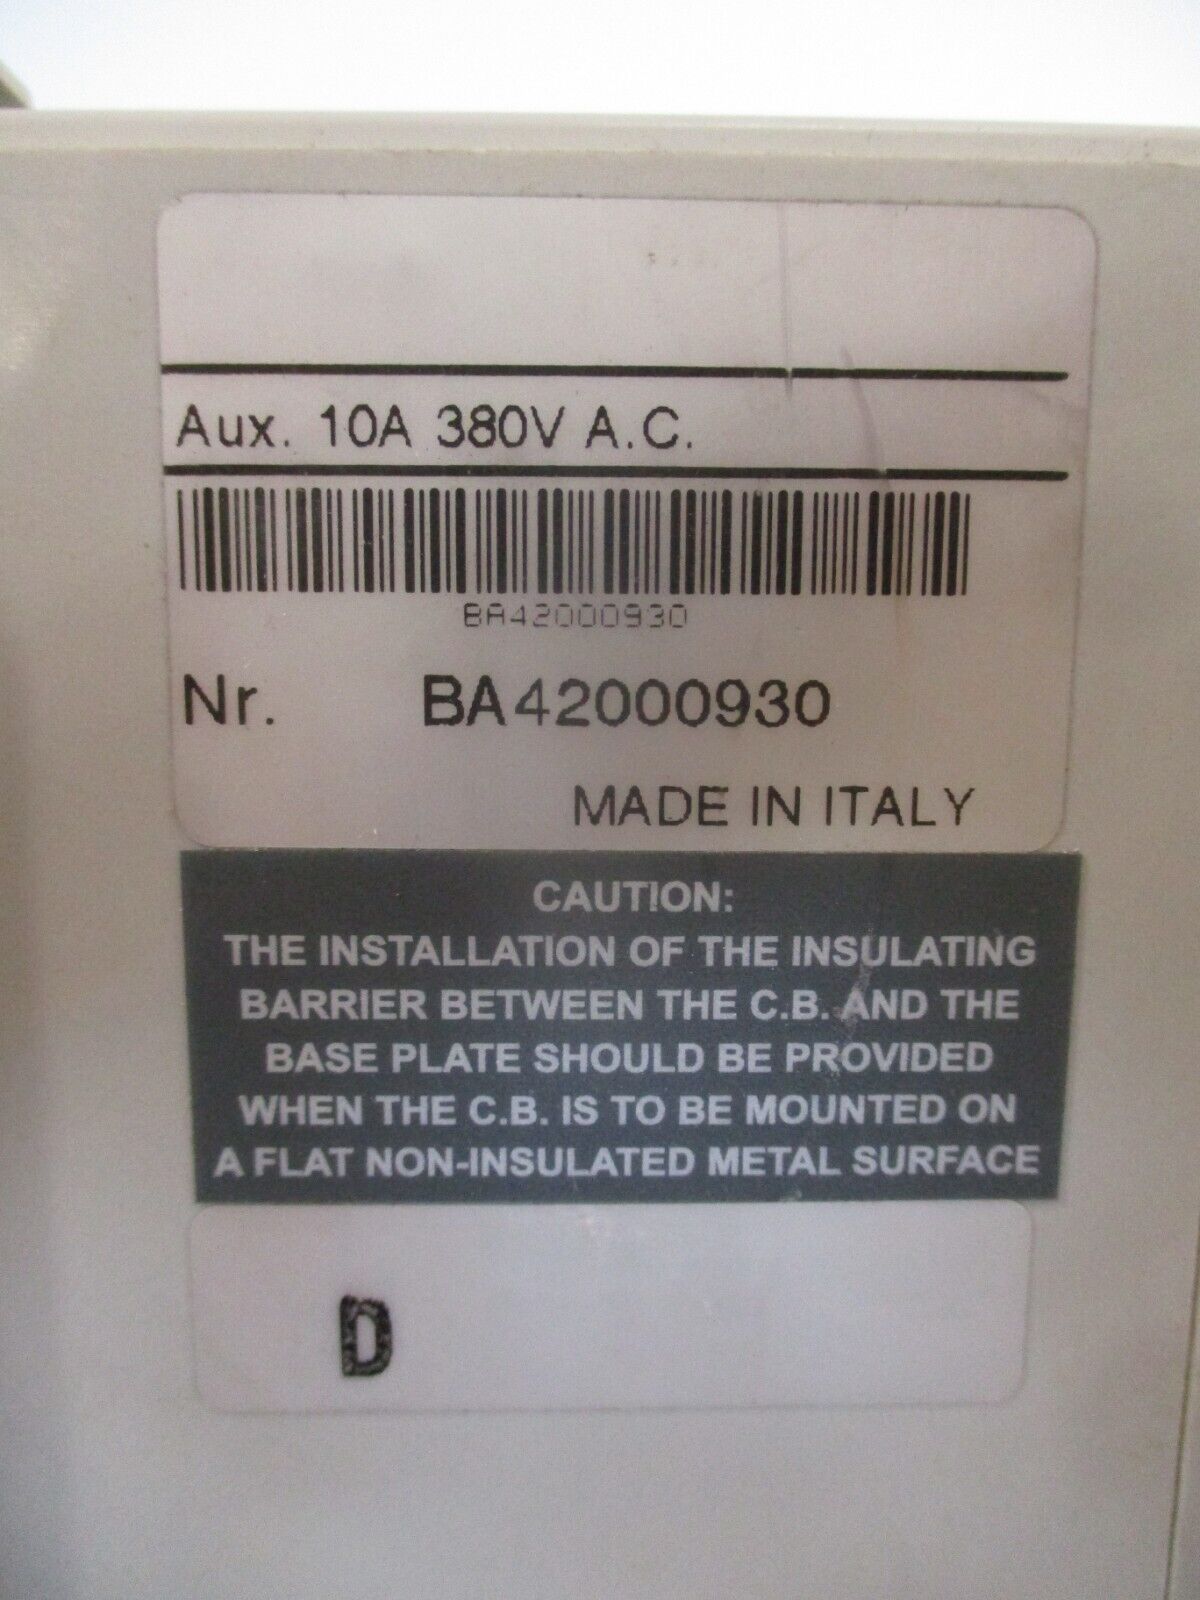 Aux. 10A 380V A.C.
BA42000930
Nr. BA42000930
MADE IN ITALY
CAUTION:
THE INSTALLATION OF THE INSULATING
BARRIER BETWEEN THE C.B. AND THE
BASE PLATE SHOULD BE PROVIDED
WHEN THE C.B. IS TO BE MOUNTED ON
A FLAT NON-INSULATED METAL SURFACE
D